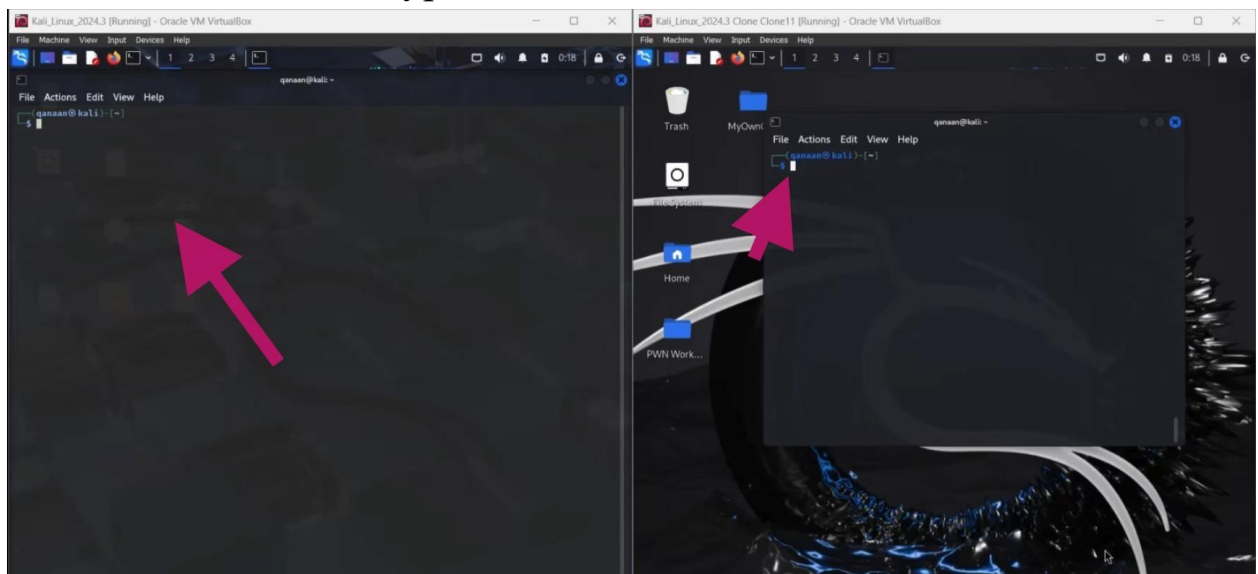 Kali_Linux_2024.3 [Running] - Oracle VM VirtualBox
File Machine View Input Devices Help
1 2 3 4
0:18
qanaan@kali: ~
File Actions Edit View Help
(qanaan㉿kali)-[~]
$
Kali_Linux_2024.3 Clone Clone11 [Running] - Oracle VM VirtualBox
File Machine View Input Devices Help
1 2 3 4
0:18
Trash
MyOwn
File System
Home
PWN Work...
qanaan@kali: ~
File Actions Edit View Help
(qanaan㉿kali)-[~]
$